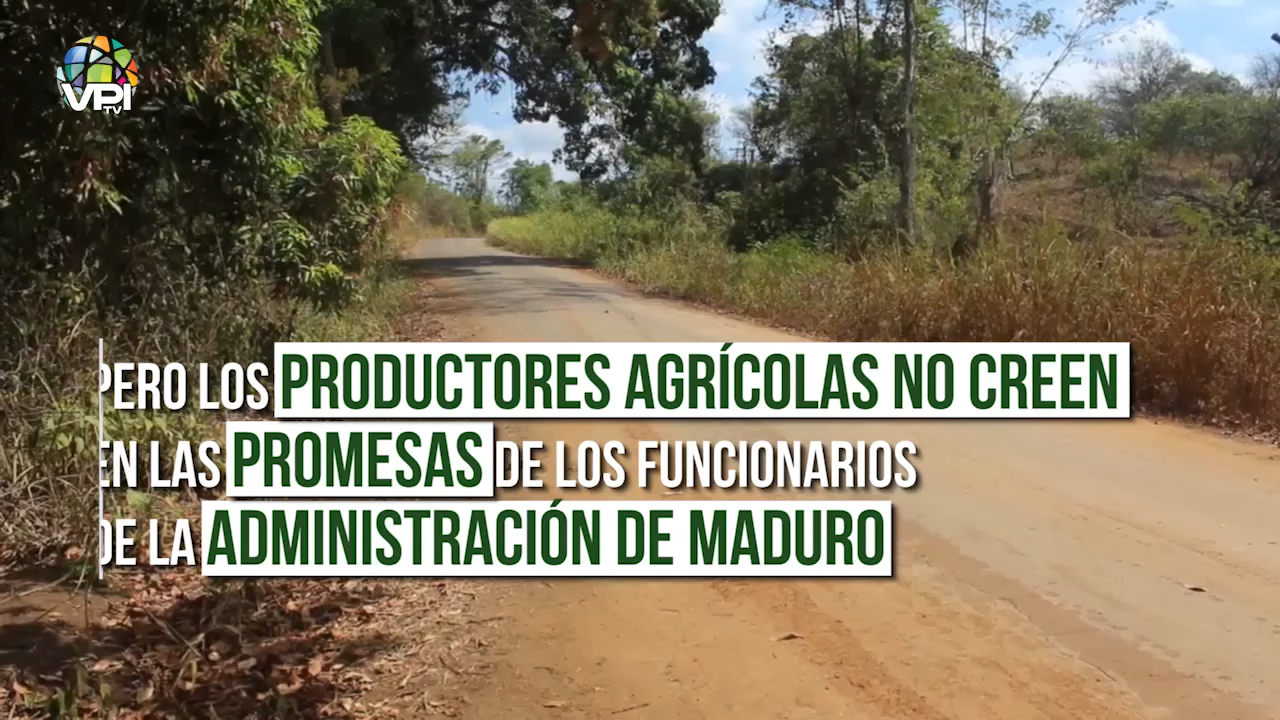 VPI
TV
PERO LOS PRODUCTORES AGRÍCOLAS NO CREEN
EN LAS PROMESAS DE LOS FUNCIONARIOS
DE LA ADMINISTRACIÓN DE MADURO